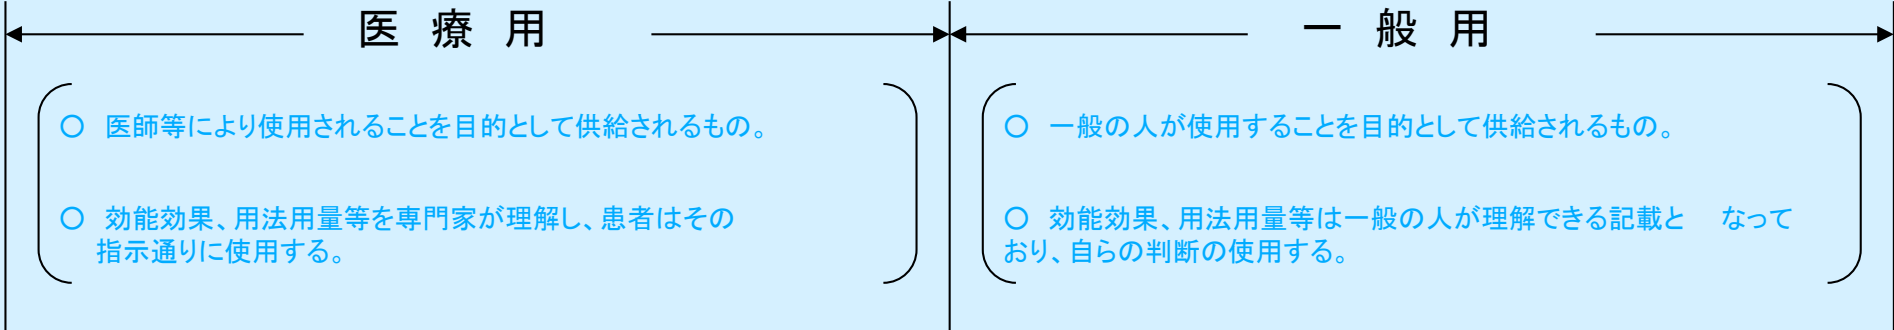 医 療 用
○ 医師等により使用されることを目的として供給されるもの。
○ 効能効果、用法用量等を専門家が理解し、患者はその
指示通りに使用する。
一 般 用
○ 一般の人が使用することを目的として供給されるもの。
○ 効能効果、用法用量等は一般の人が理解できる記載と なって
おり、自らの判断の使用する。